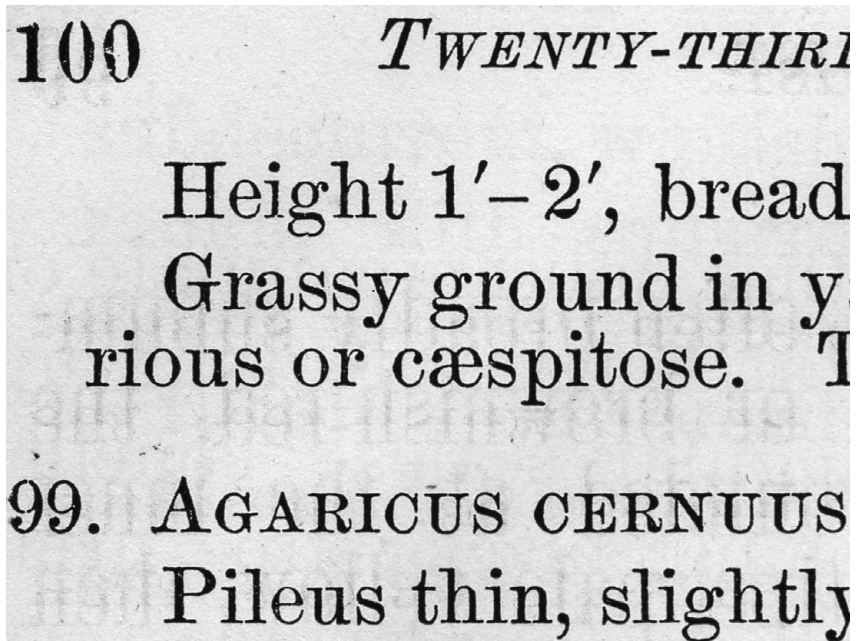 100 TWENTY-THIRD
Height 1′–2′, bread
Grassy ground in y
rious or cæspitose. T
99. AGARICUS CERNUUS
Pileus thin, slightly